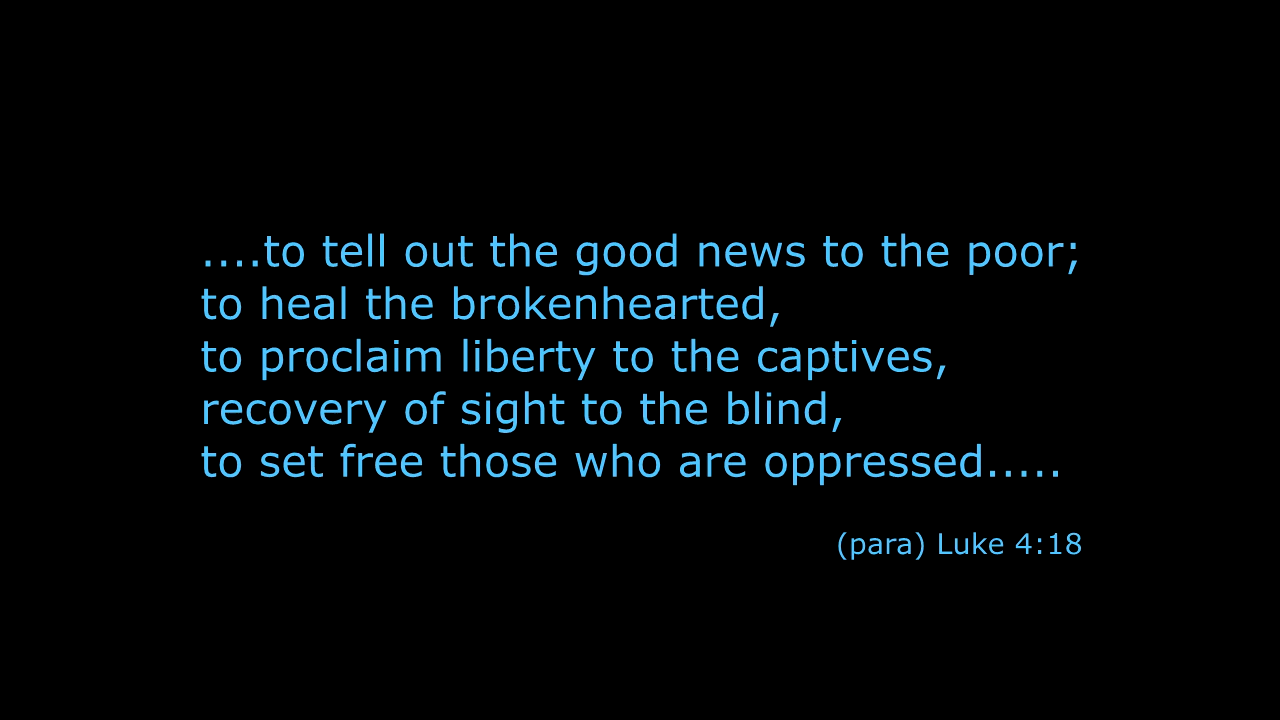 ....to tell out the good news to the poor;
to heal the brokenhearted,
to proclaim liberty to the captives,
recovery of sight to the blind,
to set free those who are oppressed.....
(para) Luke 4:18